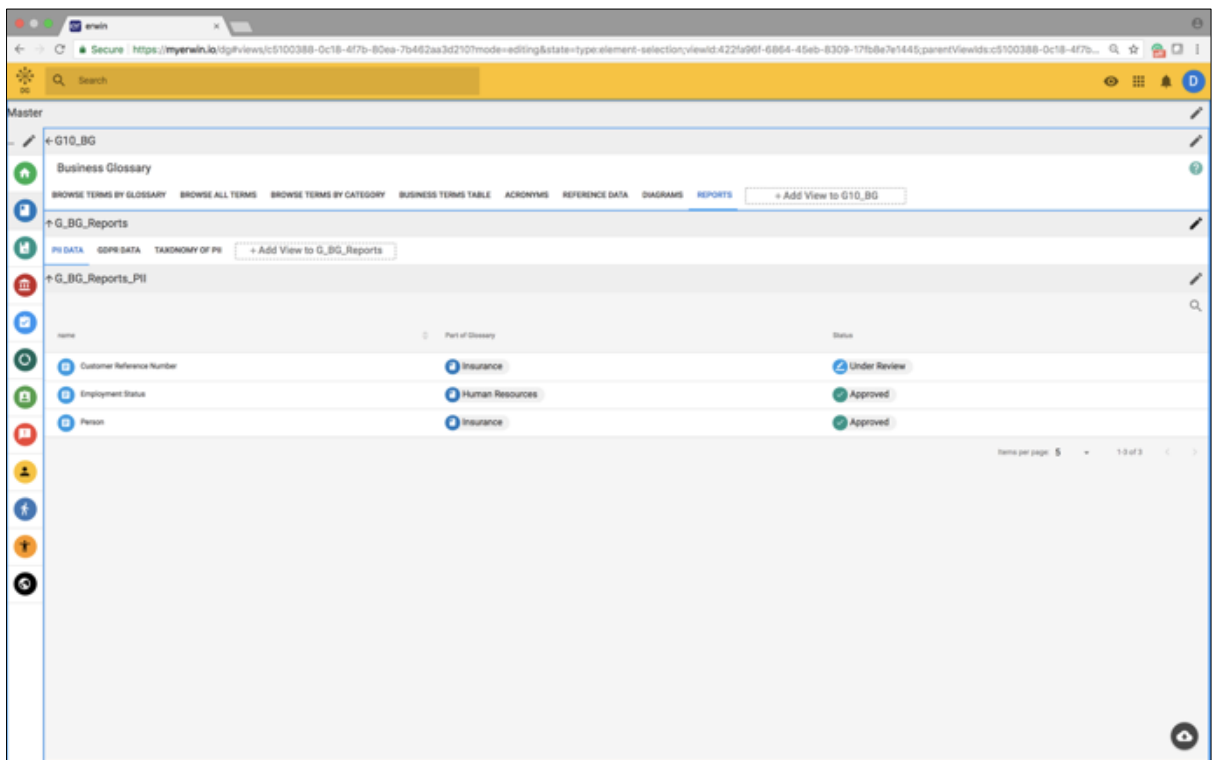 erwin
Secure https://myerwin.io/dg#views/c5100388-0c18-4f7b-80ea-7b462aa3d210?mode=editing&state=type:element-selection;viewId:422fa96f-6864-45eb-8309-17fb8e7e1445;parentViewIds:c5100388-0c18-4f7b...
DG
Search
D
Master
G10_BG
Business Glossary
BROWSE TERMS BY GLOSSARY BROWSE ALL TERMS BROWSE TERMS BY CATEGORY BUSINESS TERMS TABLE ACRONYMS REFERENCE DATA DIAGRAMS REPORTS + Add View to G10_BG
G_BG_Reports
PII DATA GDPR DATA TAXONOMY OF PII + Add View to G_BG_Reports
G_BG_Reports_PII
name Part of Glossary Status
Customer Reference Number Insurance Under Review
Employment Status Human Resources Approved
Person Insurance Approved
Items per page: 5 1-3 of 3